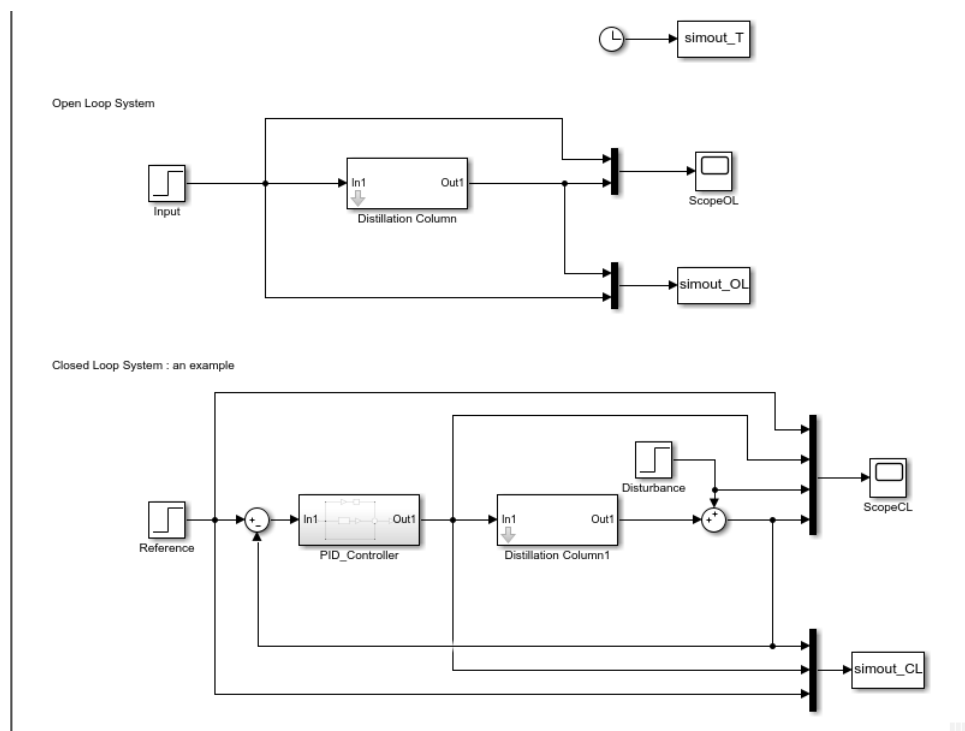 simout_T
Open Loop System
In1
Out1
Input
Distillation Column
ScopeOL
simout_OL
Closed Loop System : an example
Disturbance
ScopeCL
In1
Out1
In1
Out1
Reference
PID_Controller
Distillation Column1
simout_CL